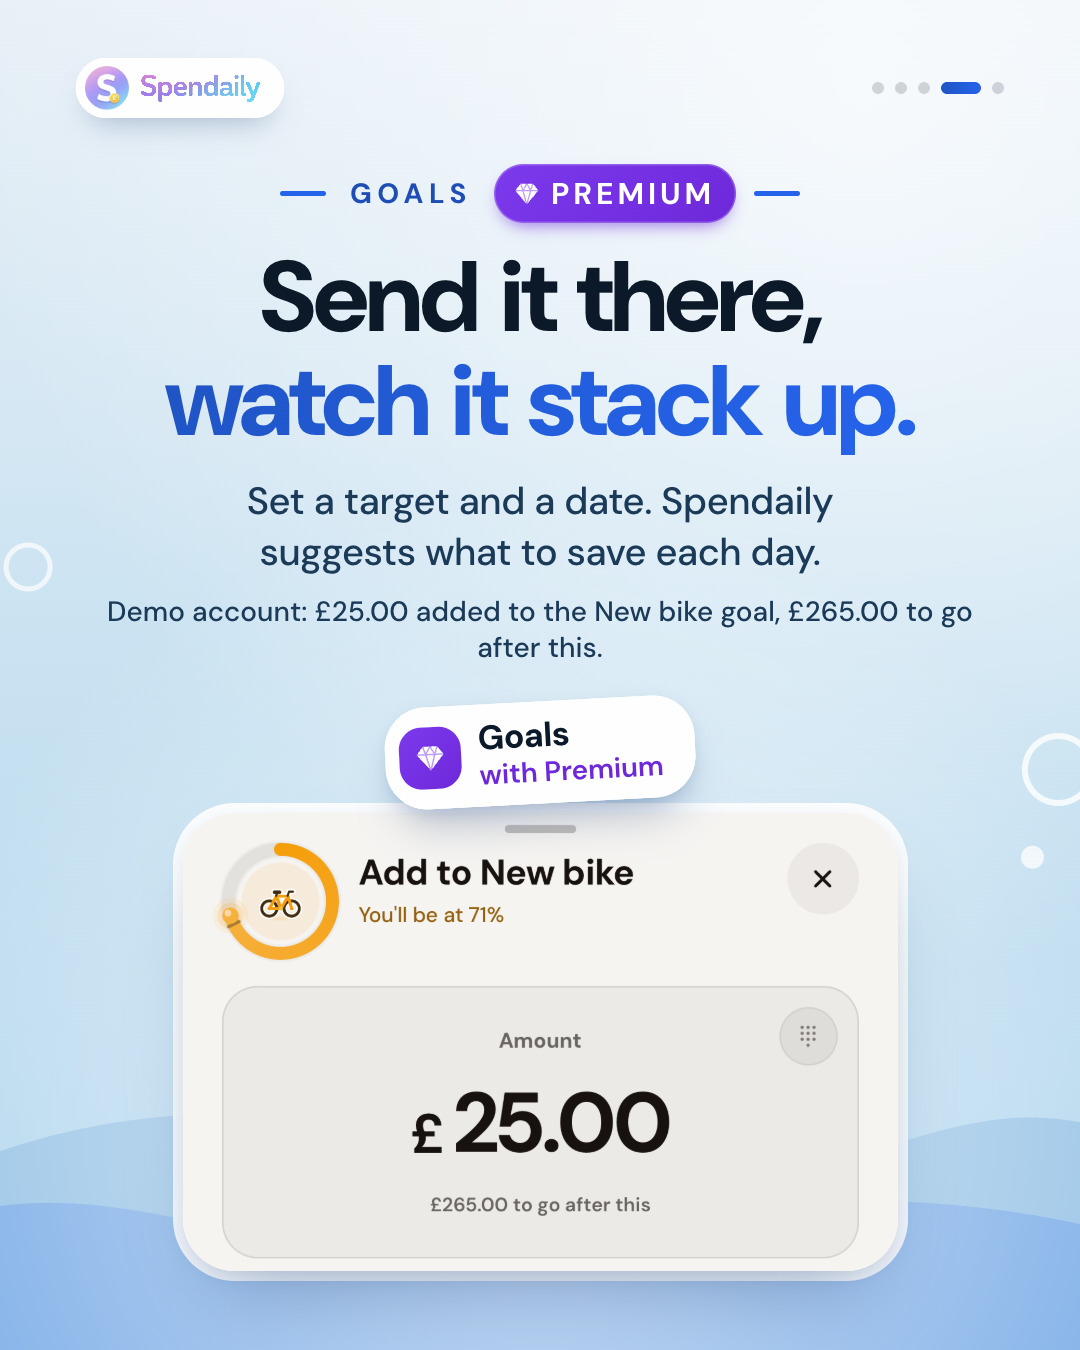 Spendaily
GOALS
PREMIUM
Send it there,
watch it stack up.
Set a target and a date. Spendaily
suggests what to save each day.
Demo account: £25.00 added to the New bike goal, £265.00 to go
after this.
Goals
with Premium
Add to New bike
You'll be at 71%
Amount
£25.00
£265.00 to go after this